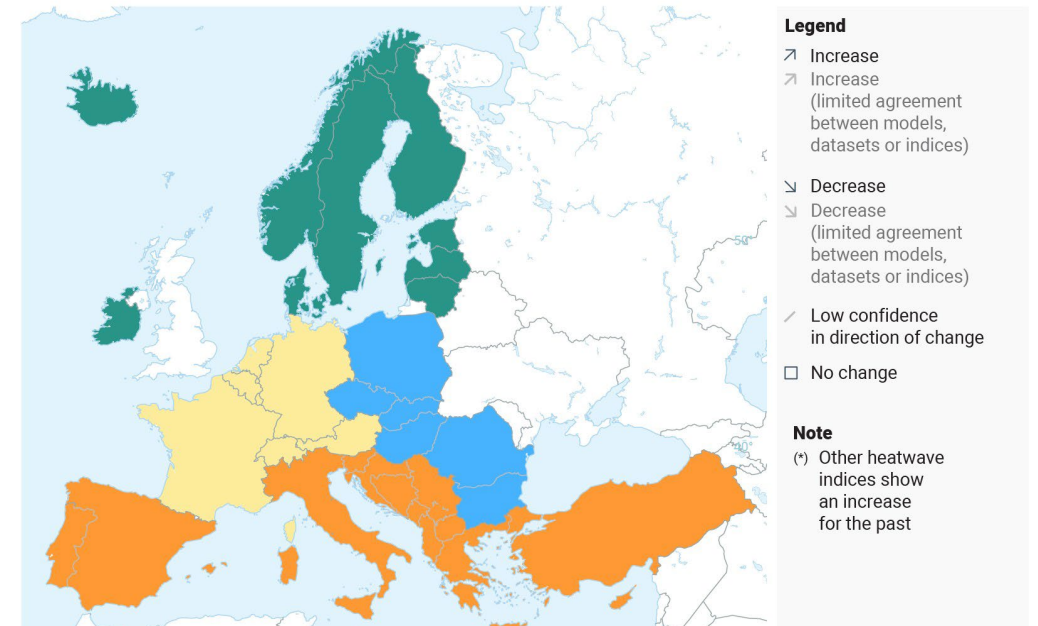 Legend
Increase
Increase
(limited agreement
between models,
datasets or indices)
Decrease
Decrease
(limited agreement
between models,
datasets or indices)
Low confidence
in direction of change
No change
Note
(*) Other heatwave
indices show
an increase
for the past